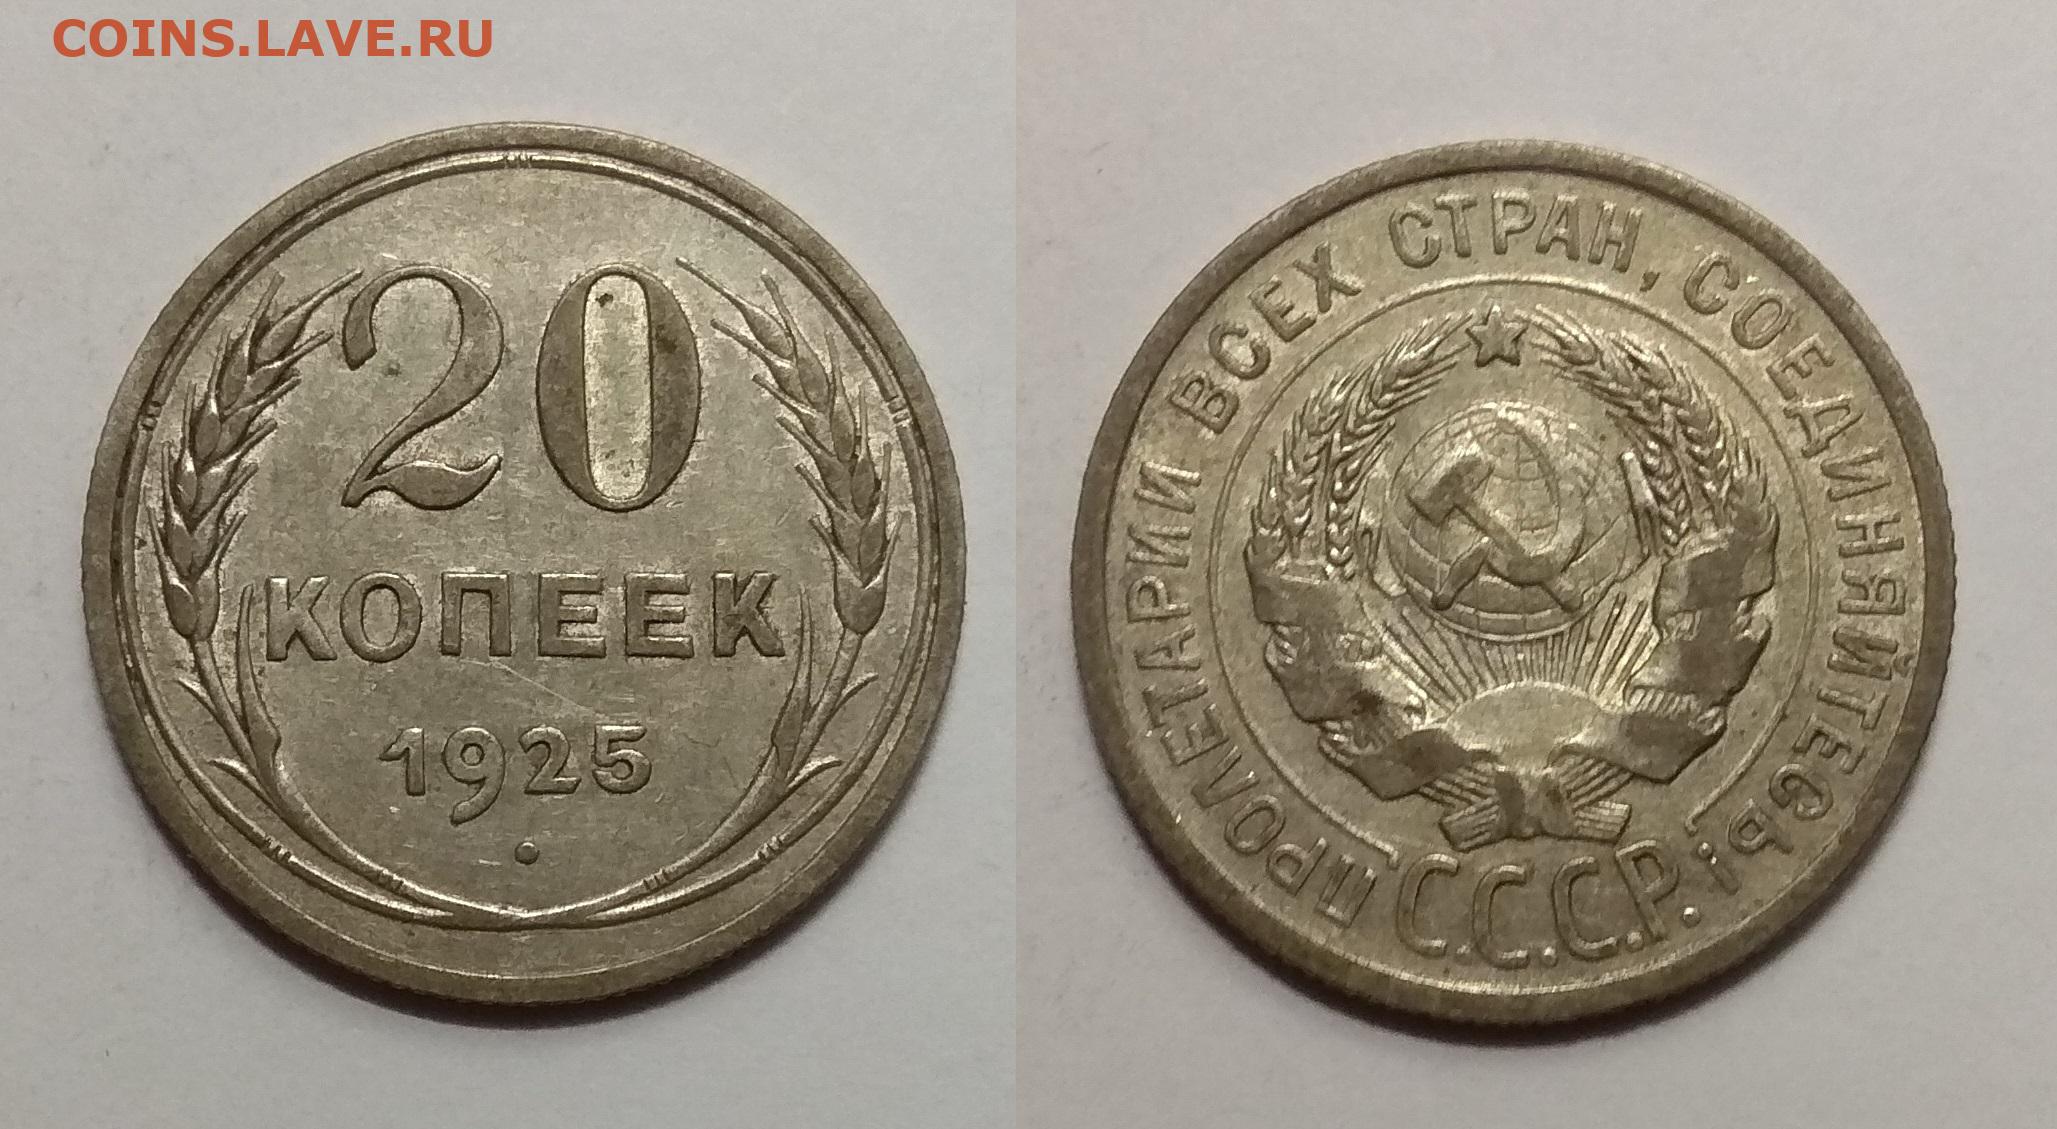 COINS.LAVE.RU
20
КОПЕЕК
1925
ПРОЛЕТАРИИ ВСЕХ СТРАН, СОЕДИНЯЙТЕСЬ!
С.С.С.Р.